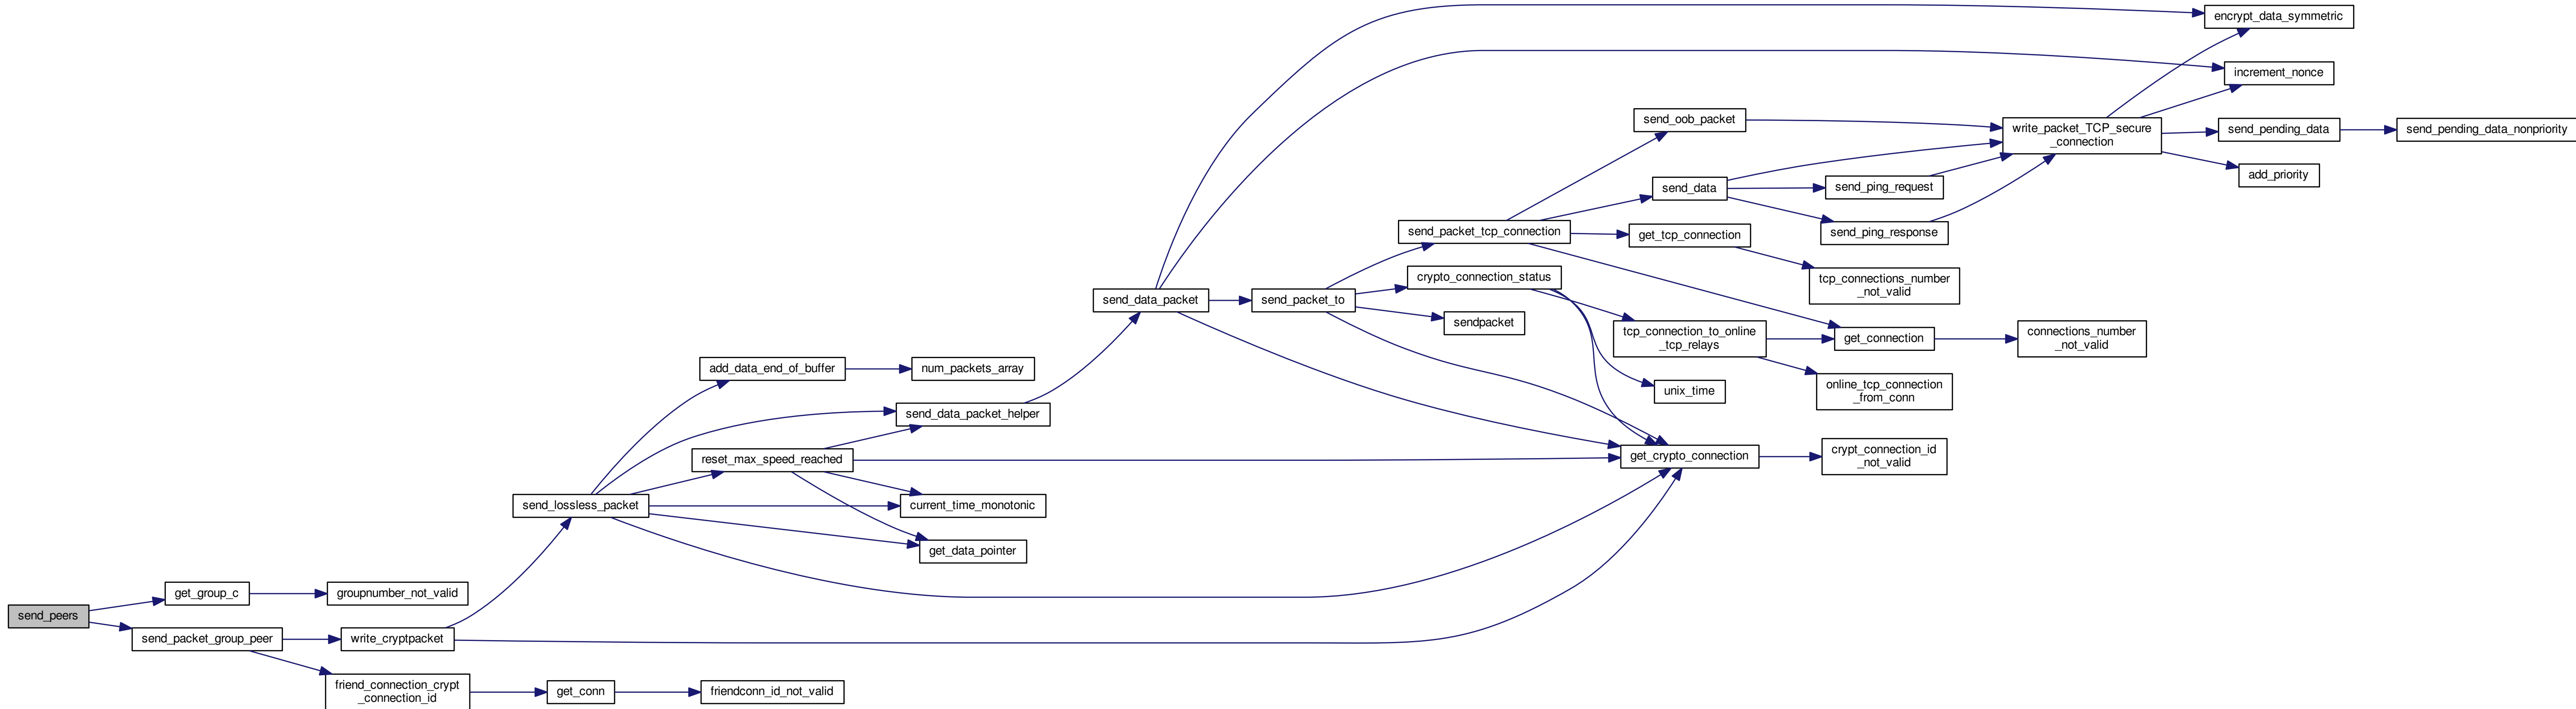 encrypt_data_symmetric
increment_nonce
send_oob_packet
write_packet_TCP_secure
_connection
send_pending_data
send_pending_data_nonpriority
add_priority
send_data
send_ping_request
send_packet_tcp_connection
get_tcp_connection
send_ping_response
crypto_connection_status
tcp_connections_number
_not_valid
send_data_packet
send_packet_to
sendpacket
tcp_connection_to_online
_tcp_relays
get_connection
connections_number
_not_valid
add_data_end_of_buffer
num_packets_array
unix_time
online_tcp_connection
_from_conn
send_data_packet_helper
reset_max_speed_reached
get_crypto_connection
crypt_connection_id
_not_valid
send_lossless_packet
current_time_monotonic
get_data_pointer
send_peers
get_group_c
groupnumber_not_valid
send_packet_group_peer
write_cryptpacket
friend_connection_crypt
_connection_id
get_conn
friendconn_id_not_valid